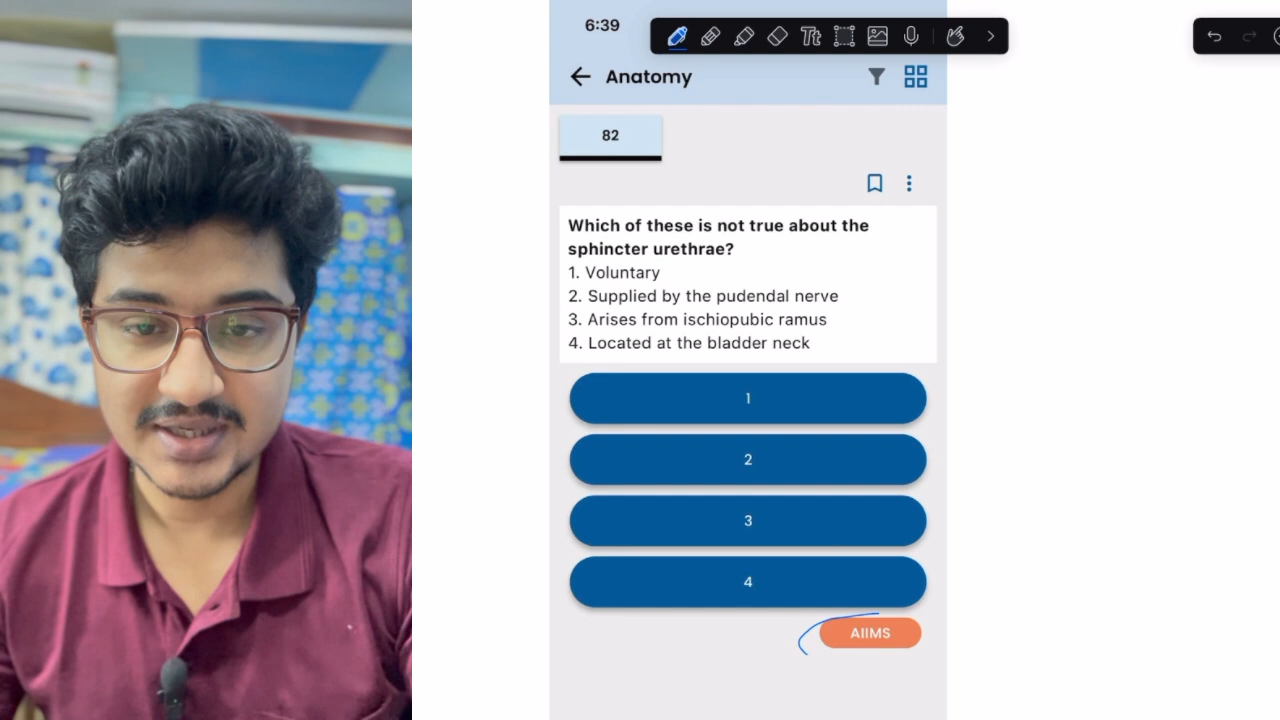 6:39
Tt
Anatomy
82
Which of these is not true about the
sphincter urethrae?
1. Voluntary
2. Supplied by the pudendal nerve
3. Arises from ischiopubic ramus
4. Located at the bladder neck
1
2
3
4
AIIMS